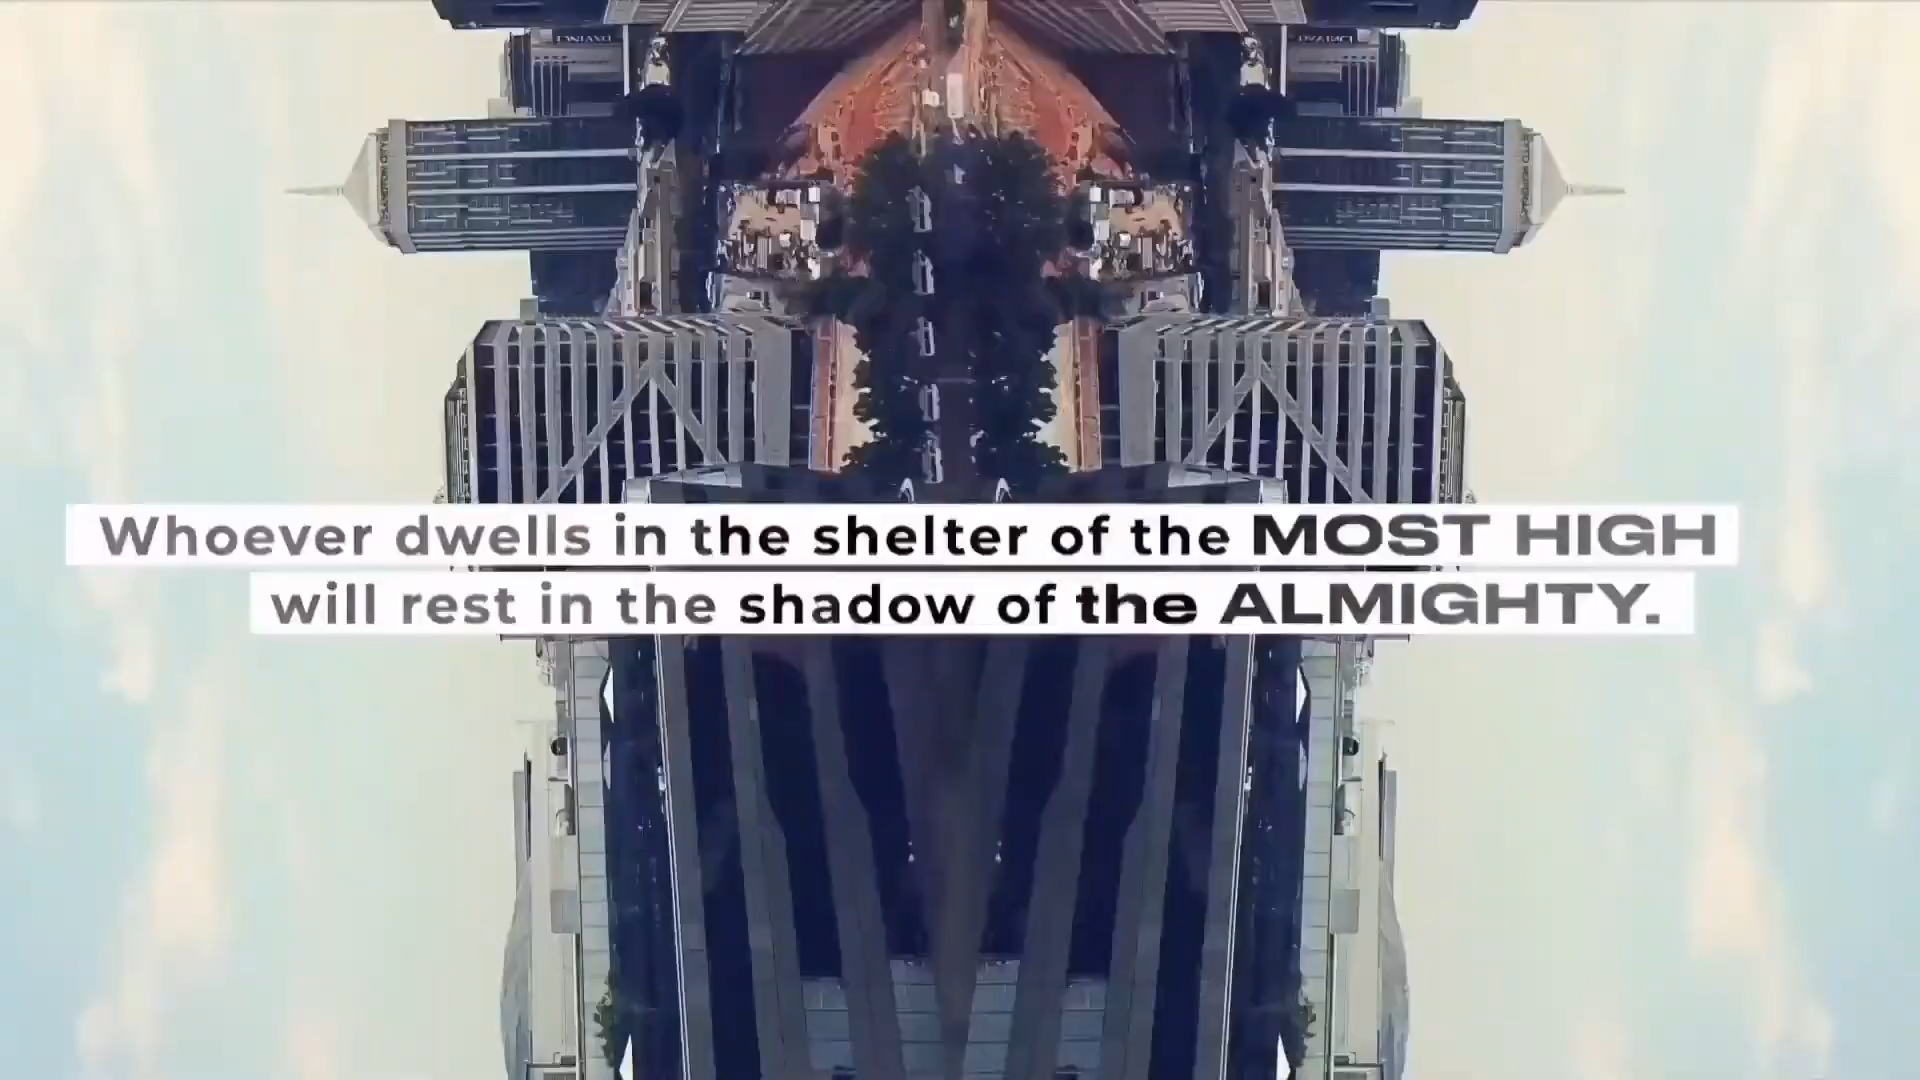 Whoever dwells in the shelter of the MOST HIGH
will rest in the shadow of the ALMIGHTY.